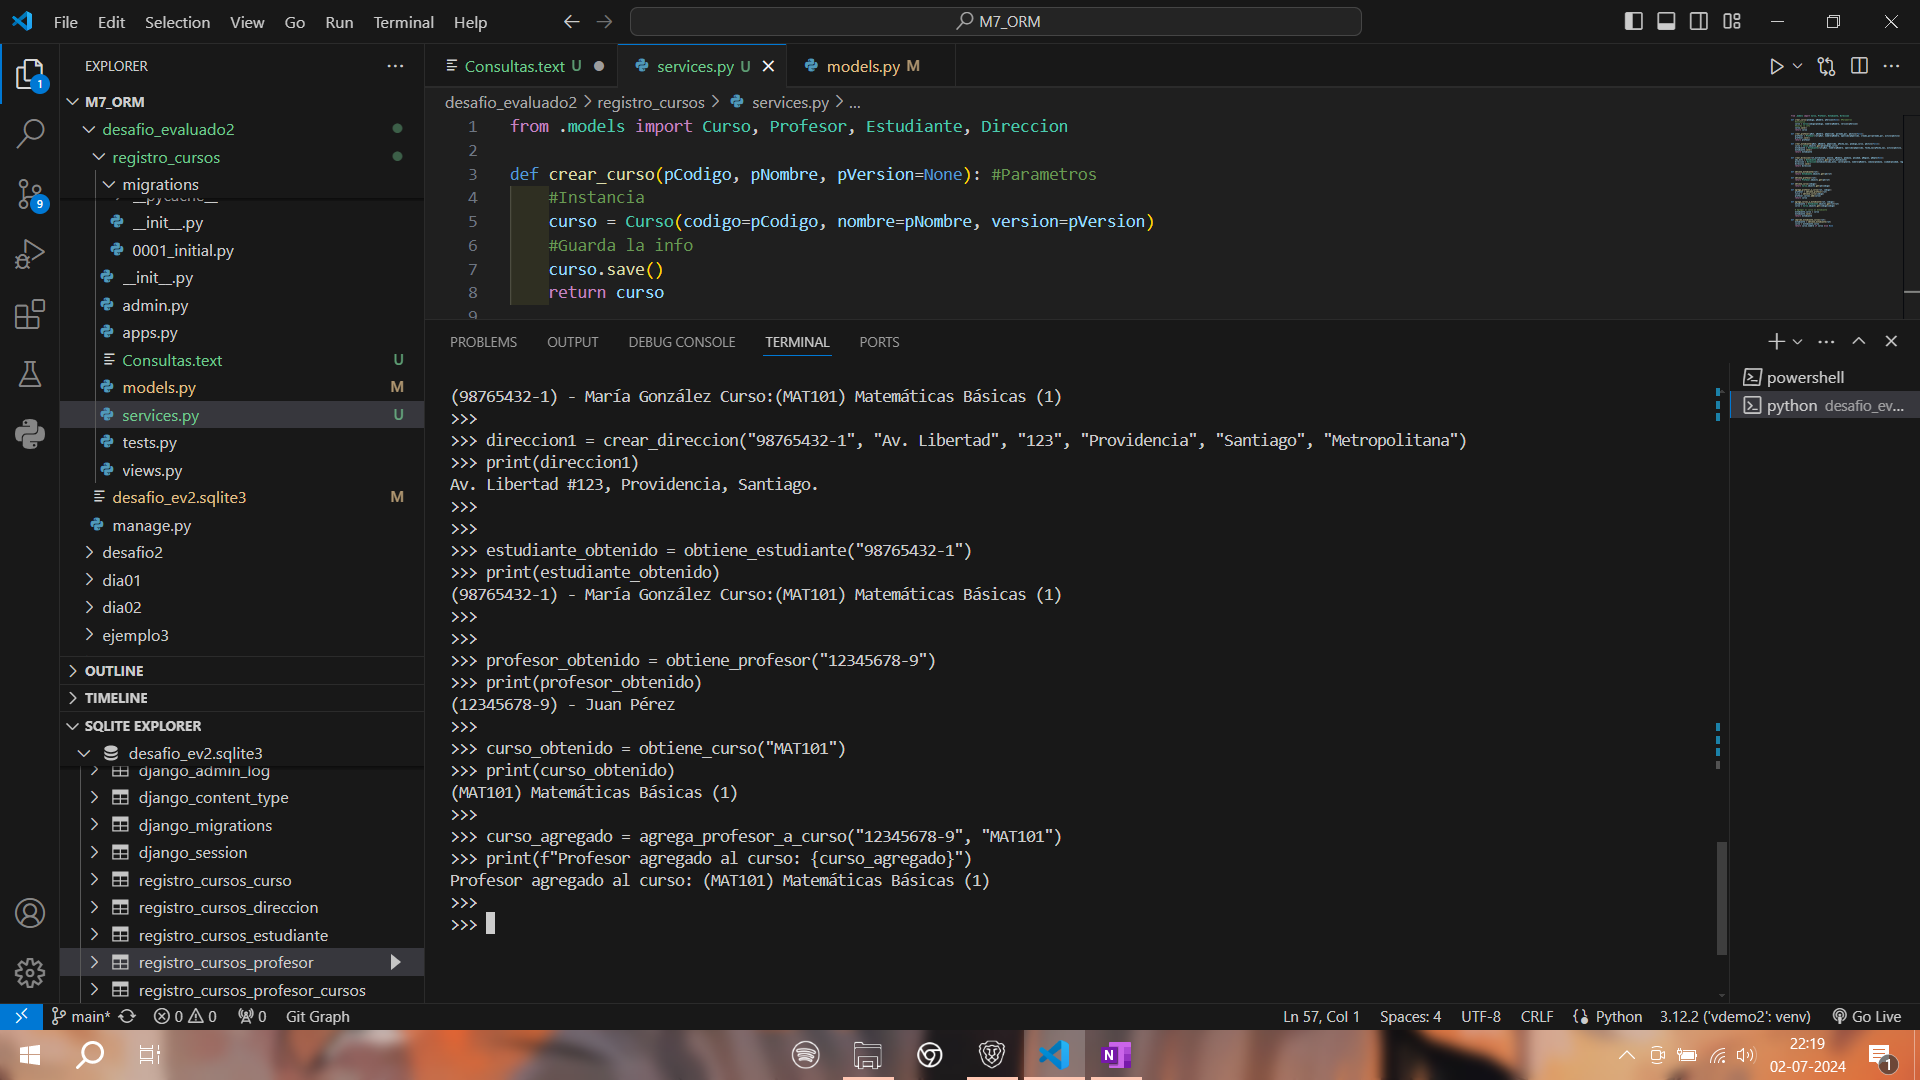 File Edit Selection View Go Run Terminal Help
M7_ORM
EXPLORER
M7_ORM
desafio_evaluado2
registro_cursos
migrations
__pycache__
__init__.py
0001_initial.py
__init__.py
admin.py
apps.py
Consultas.text U
models.py M
services.py U
tests.py
views.py
desafio_ev2.sqlite3 M
manage.py
desafio2
dia01
dia02
ejemplo3
OUTLINE
TIMELINE
SQLITE EXPLORER
desafio_ev2.sqlite3
django_admin_log
django_content_type
django_migrations
django_session
registro_cursos_curso
registro_cursos_direccion
registro_cursos_estudiante
registro_cursos_profesor
registro_cursos_profesor_cursos
1
9
Consultas.text U
services.py U
models.py M
desafio_evaluado2 > registro_cursos > services.py > ...
1 from .models import Curso, Profesor, Estudiante, Direccion
2
3 def crear_curso(pCodigo, pNombre, pVersion=None): #Parametros
4 #Instancia
5 curso = Curso(codigo=pCodigo, nombre=pNombre, version=pVersion)
6 #Guarda la info
7 curso.save()
8 return curso
9
PROBLEMS OUTPUT DEBUG CONSOLE TERMINAL PORTS
powershell
python desafio_ev...
(98765432-1) - María González Curso:(MAT101) Matemáticas Básicas (1)
>>>
>>> direccion1 = crear_direccion("98765432-1", "Av. Libertad", "123", "Providencia", "Santiago", "Metropolitana")
>>> print(direccion1)
Av. Libertad #123, Providencia, Santiago.
>>>
>>>
>>> estudiante_obtenido = obtiene_estudiante("98765432-1")
>>> print(estudiante_obtenido)
(98765432-1) - María González Curso:(MAT101) Matemáticas Básicas (1)
>>>
>>>
>>> profesor_obtenido = obtiene_profesor("12345678-9")
>>> print(profesor_obtenido)
(12345678-9) - Juan Pérez
>>>
>>> curso_obtenido = obtiene_curso("MAT101")
>>> print(curso_obtenido)
(MAT101) Matemáticas Básicas (1)
>>>
>>> curso_agregado = agrega_profesor_a_curso("12345678-9", "MAT101")
>>> print(f"Profesor agregado al curso: {curso_agregado}")
Profesor agregado al curso: (MAT101) Matemáticas Básicas (1)
>>>
>>>
main* 0 0 0 Git Graph
Ln 57, Col 1 Spaces: 4 UTF-8 CRLF Python 3.12.2 ('vdemo2': venv) Go Live
22:19
02-07-2024
1